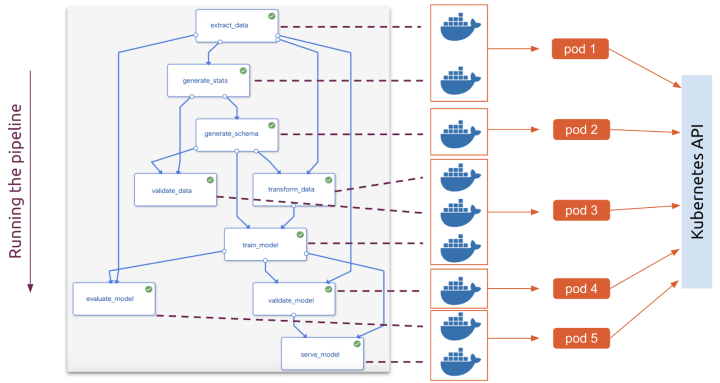 extract_data
generate_stats
generate_schema
validate_data
transform_data
train_model
evaluate_model
validate_model
serve_model
Running the pipeline
pod 1
pod 2
pod 3
pod 4
pod 5
Kubernetes API